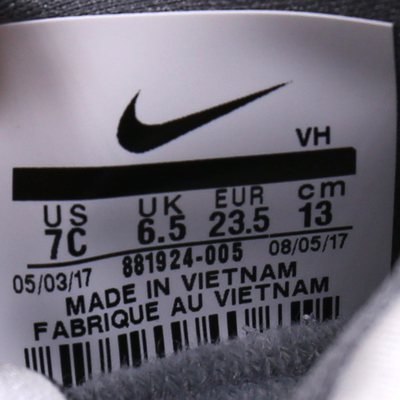 VH
US UK EUR cm
7C 6.5 23.5 13
05/03/17 881924-005 08/05/17
MADE IN VIETNAM
FABRIQUE AU VIETNAM